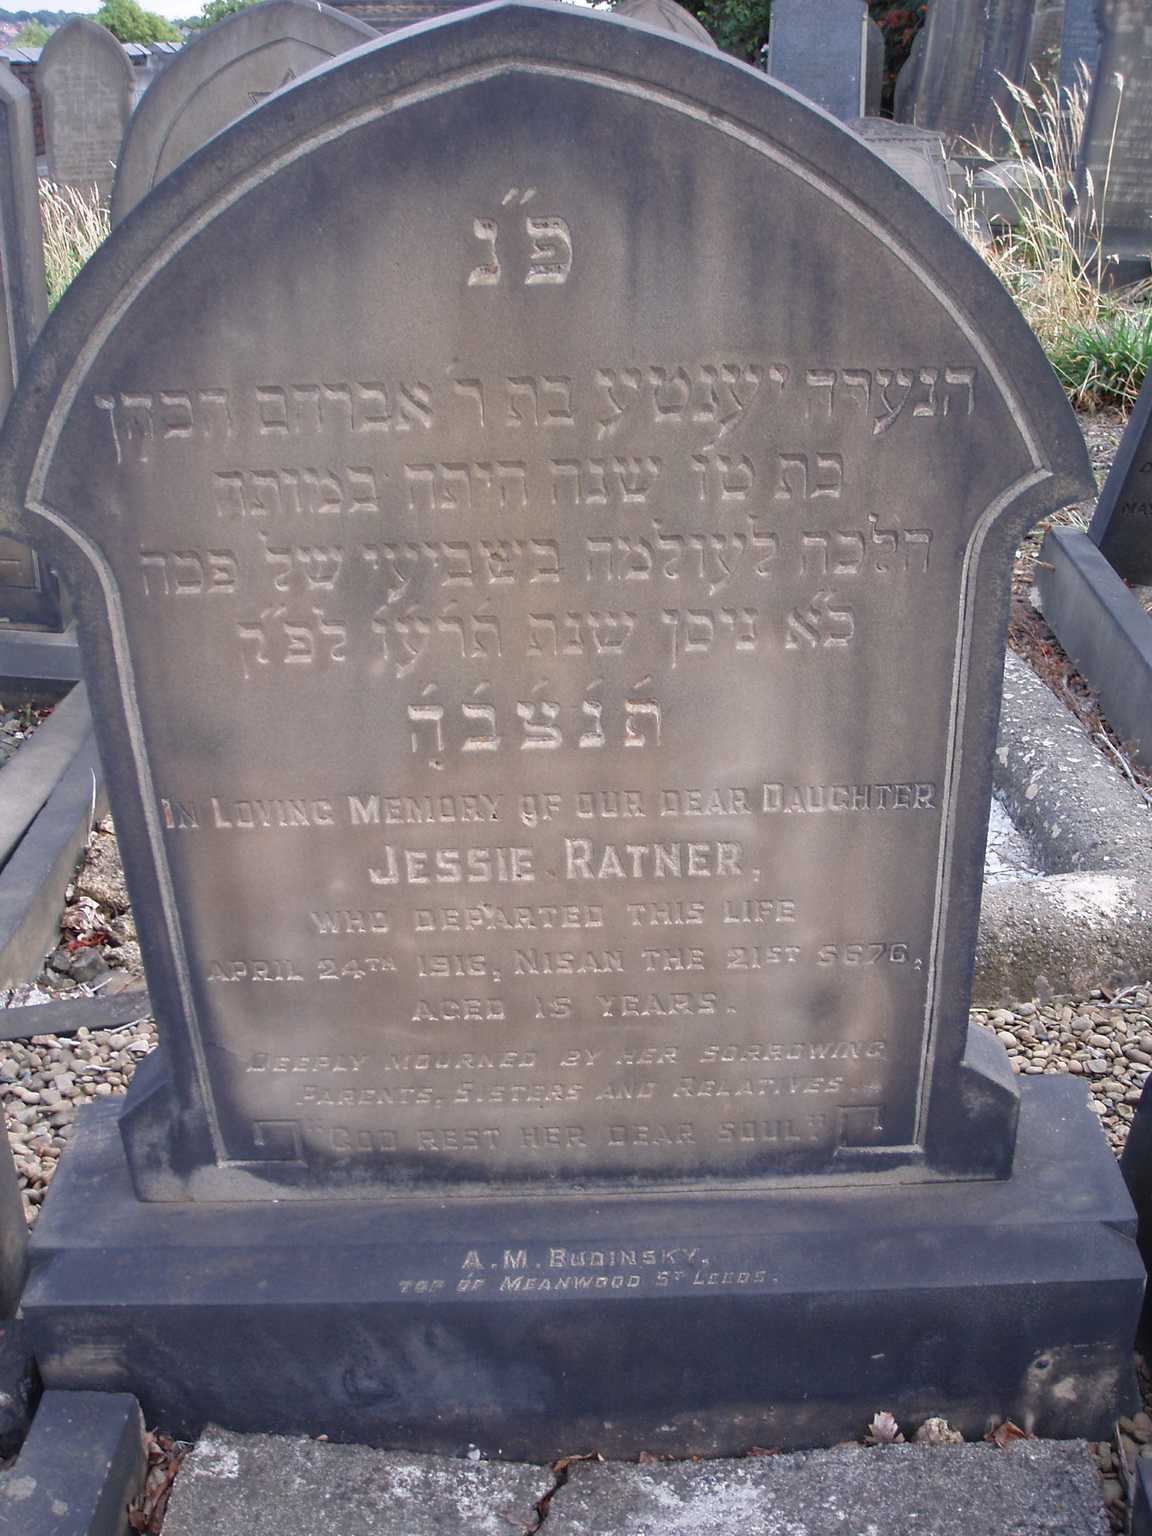 פ״נ
הנערה יענטע בת ר אברהם הכהן
בת טו שנה היתה במותה
הלכה לעולמה בשביעי של פסח
כ״א ניסן שנת תרע״ו לפ״ק
ת׳נ׳צ׳ב׳ה׳
IN LOVING MEMORY OF OUR DEAR DAUGHTER
JESSIE RATNER,
WHO DEPARTED THIS LIFE
APRIL 24TH 1916, NISAN THE 21ST 5676,
AGED 15 YEARS.
DEEPLY MOURNED BY HER SORROWING
PARENTS, SISTERS AND RELATIVES.
"GOD REST HER DEAR SOUL"
A.M. BUDINSKY.
TOP OF MEANWOOD ST LEEDS.